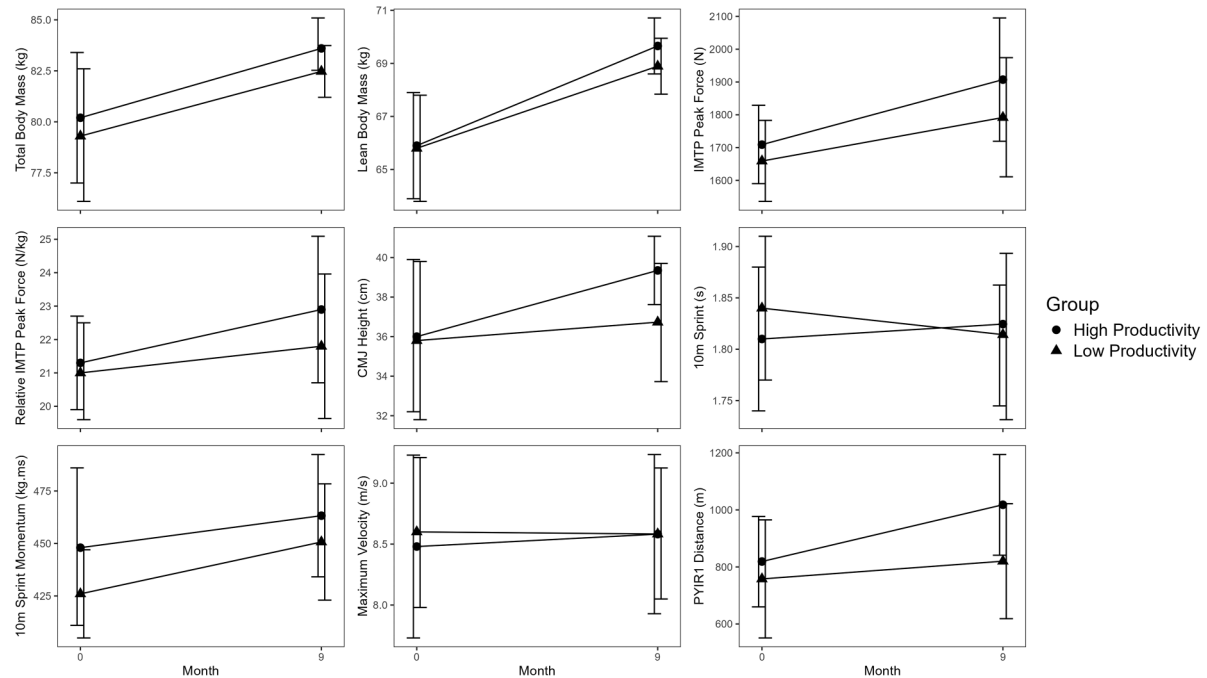 Total Body Mass (kg)
85.0
82.5
80.0
77.5
Lean Body Mass (kg)
71
69
67
65
IMTP Peak Force (N)
2100
2000
1900
1800
1700
1600
Relative IMTP Peak Force (N/kg)
25
24
23
22
21
20
CMJ Height (cm)
40
38
36
34
32
10m Sprint (s)
1.90
1.85
1.80
1.75
Group
High Productivity
Low Productivity
10m Sprint Momentum (kg.ms)
475
450
425
0 9
Month
Maximum Velocity (m/s)
9.0
8.5
8.0
0 9
Month
PYIR1 Distance (m)
1200
1000
800
600
0 9
Month